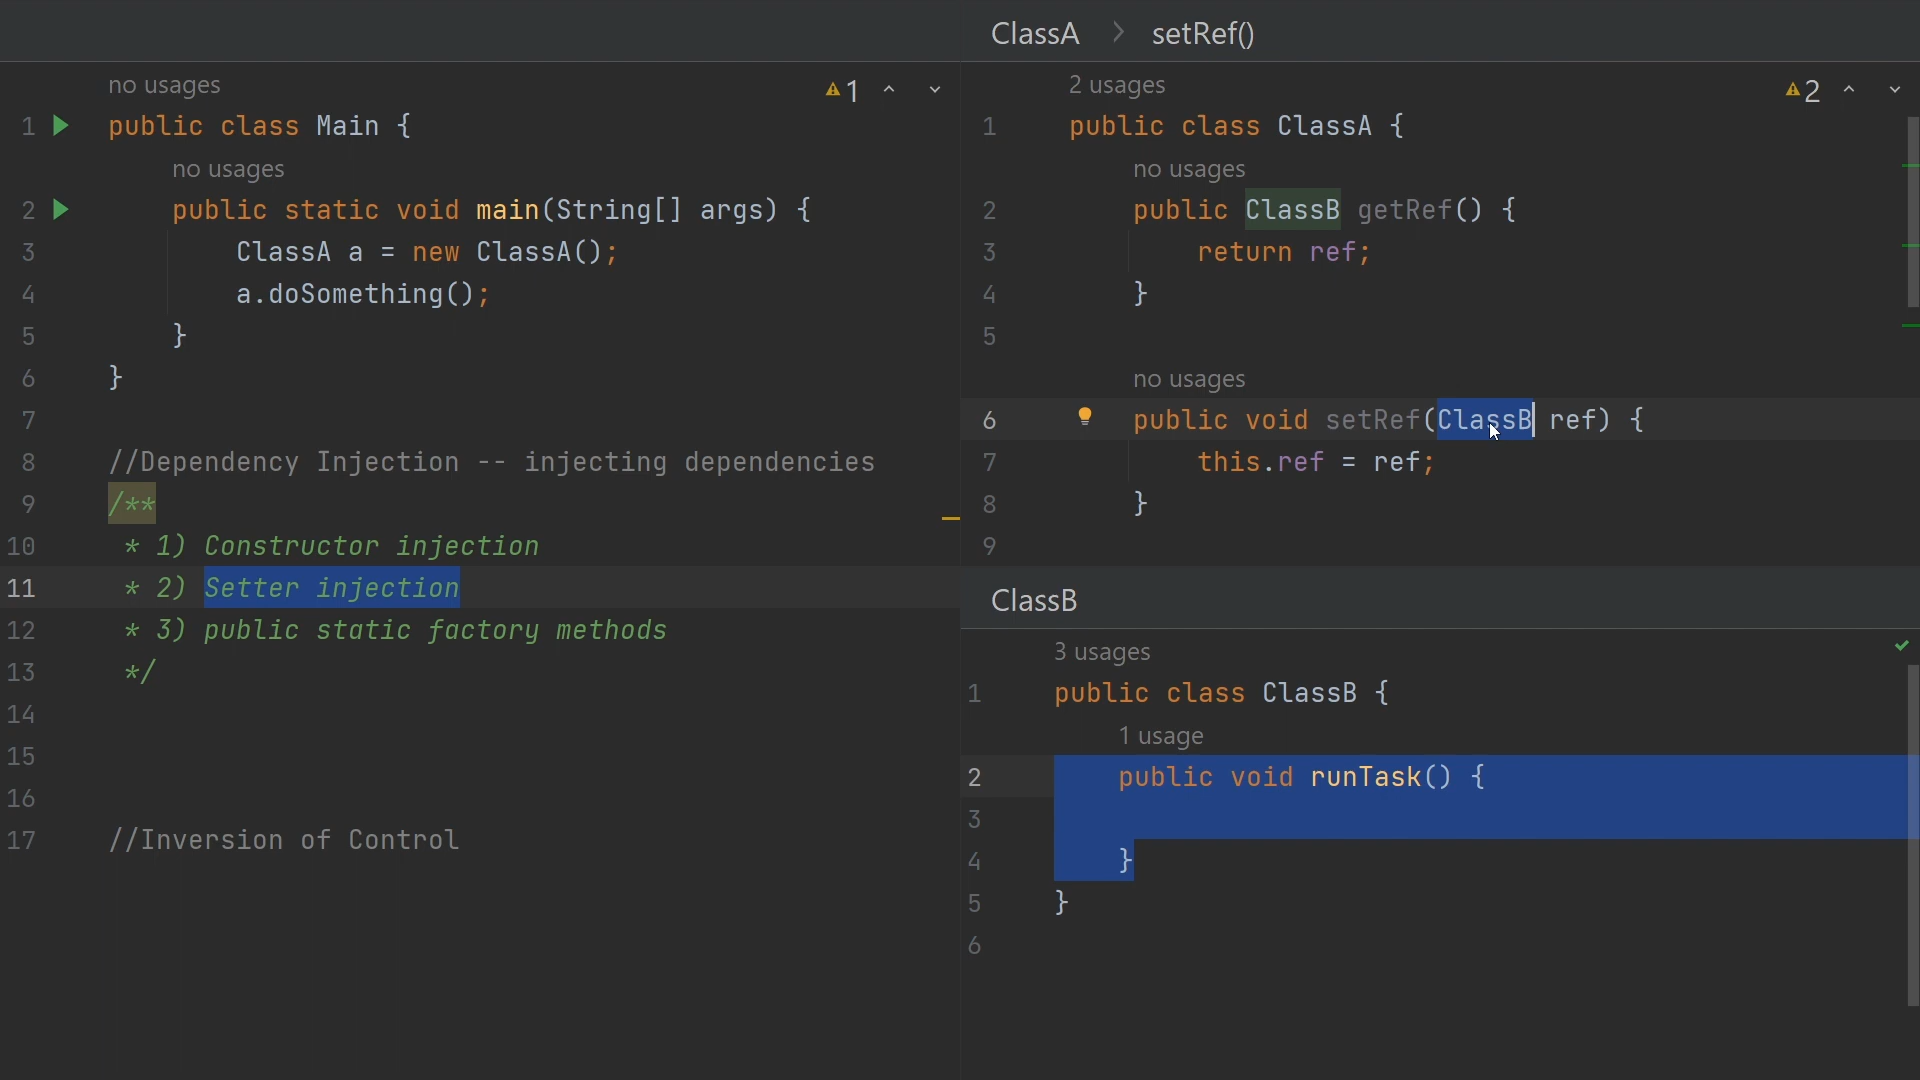 no usages
1
1 public class Main {
no usages
2 public static void main(String[] args) {
3 ClassA a = new ClassA();
4 a.doSomething();
5 }
6 }
7
8 //Dependency Injection -- injecting dependencies
9 /**
10 * 1) Constructor injection
11 * 2) Setter injection
12 * 3) public static factory methods
13 */
14
15
16
17 //Inversion of Control
ClassA > setRef()
2 usages
2
1 public class ClassA {
no usages
2 public ClassB getRef() {
3 return ref;
4 }
5
no usages
6 public void setRef(ClassB ref) {
7 this.ref = ref;
8 }
9
ClassB
3 usages
1 public class ClassB {
1 usage
2 public void runTask() {
3
4 }
5 }
6